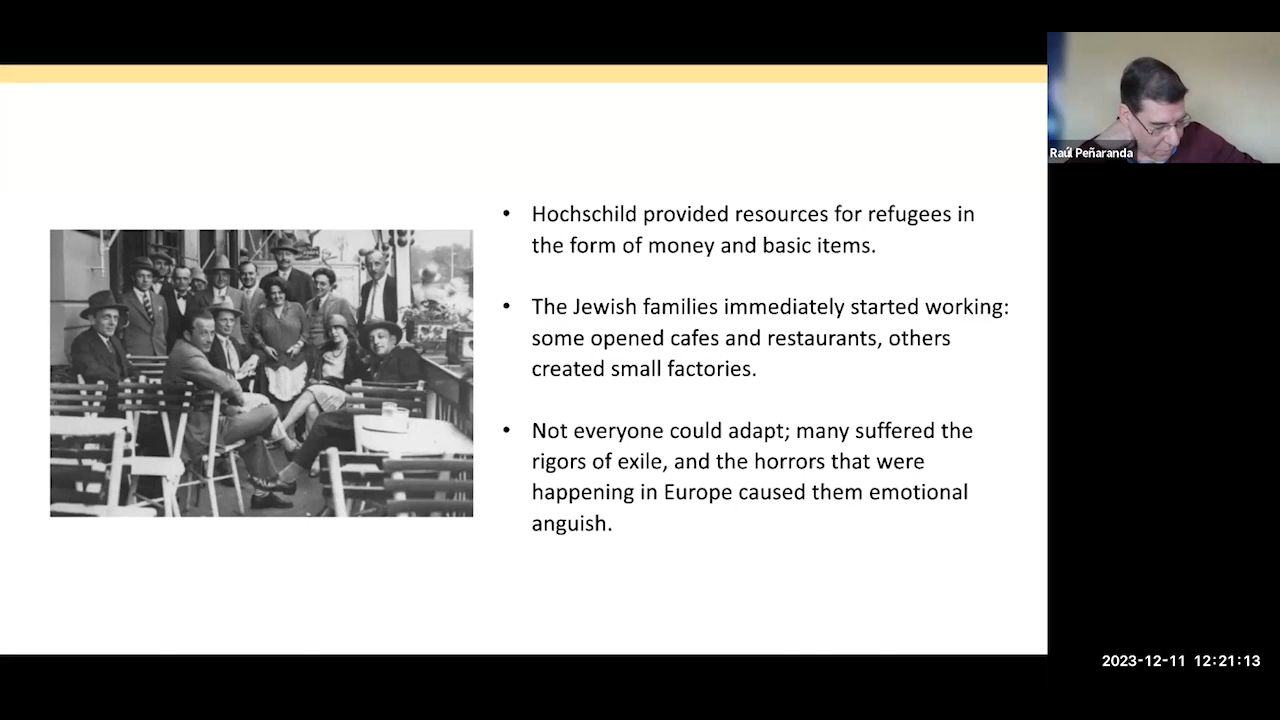 • Hochschild provided resources for refugees in
the form of money and basic items.
• The Jewish families immediately started working:
some opened cafes and restaurants, others
created small factories.
• Not everyone could adapt; many suffered the
rigors of exile, and the horrors that were
happening in Europe caused them emotional
anguish.
Raúl Peñaranda
2023-12-11 12:21:13